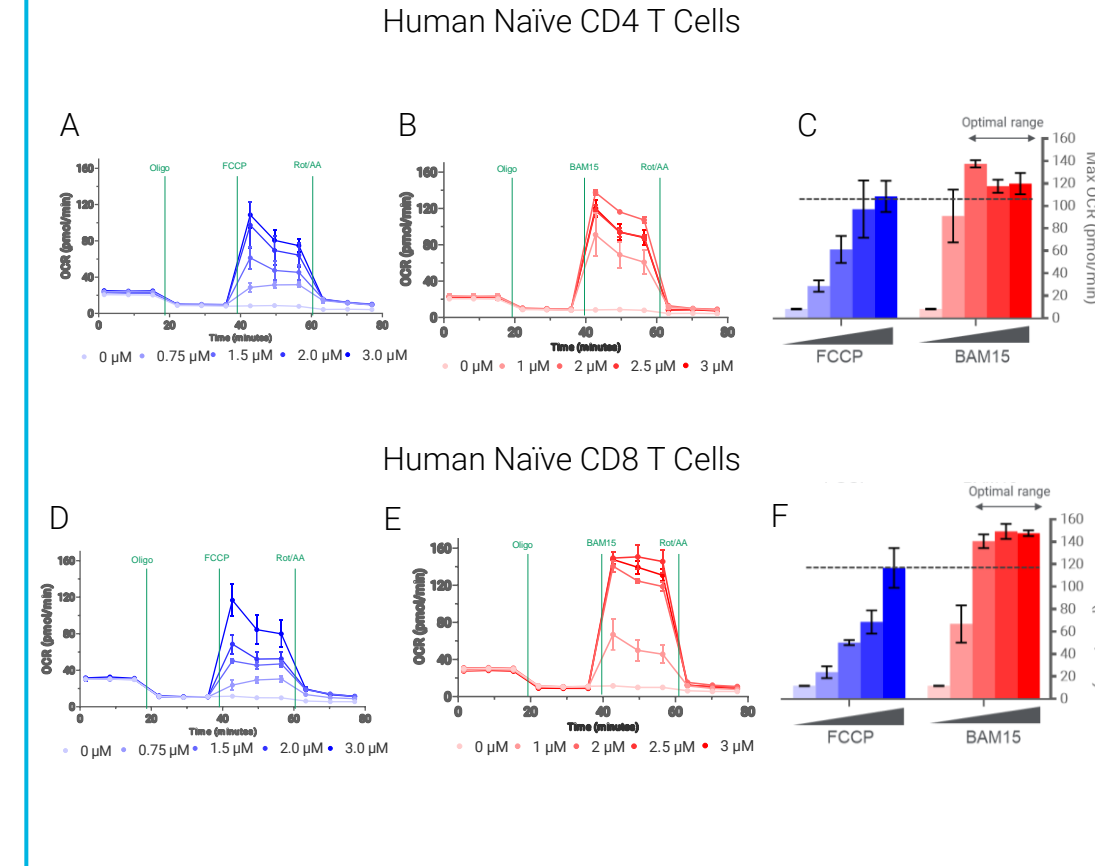 Human Naïve CD4 T Cells
A
OCR (pmol/min)
160
120
80
40
0
Oligo
FCCP
Rot/AA
0 20 40 60 80
Time (minutes)
0 µM 0.75 µM 1.5 µM 2.0 µM 3.0 µM
B
OCR (pmol/min)
160
120
80
40
0
Oligo
BAM15
Rot/AA
0 20 40 60 80
Time (minutes)
0 µM 1 µM 2 µM 2.5 µM 3 µM
C
Optimal range
160
140
120
100
80
60
40
20
0
Max OCR (pmol/min)
FCCP BAM15
Human Naïve CD8 T Cells
D
OCR (pmol/min)
160
120
80
40
0
Oligo
FCCP
Rot/AA
0 20 40 60 80
Time (minutes)
0 µM 0.75 µM 1.5 µM 2.0 µM 3.0 µM
E
OCR (pmol/min)
160
120
80
40
0
Oligo
BAM15
Rot/AA
0 20 40 60 80
Time (minutes)
0 µM 1 µM 2 µM 2.5 µM 3 µM
F
Optimal range
160
140
120
100
80
60
40
20
0
FCCP BAM15